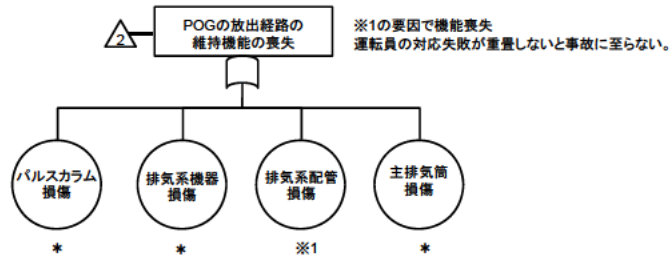 2
POGの放出経路の
維持機能の喪失
※1の要因で機能喪失
運転員の対応失敗が重畳しないと事故に至らない。
パルスカラム
損傷
排気系機器
損傷
排気系配管
損傷
主排気筒
損傷
*
*
※1
*